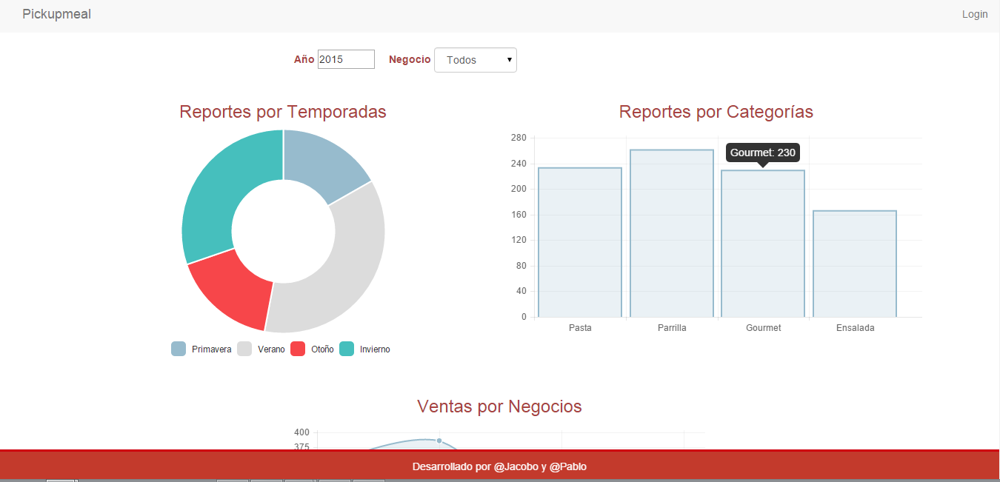 Pickupmeal Login
Año 2015 Negocio Todos
Reportes por Temporadas
Primavera Verano Otoño Invierno
Reportes por Categorías
280
240
200
160
120
80
40
0
Gourmet: 230
Pasta Parrilla Gourmet Ensalada
Ventas por Negocios
400
375
Desarrollado por @Jacobo y @Pablo